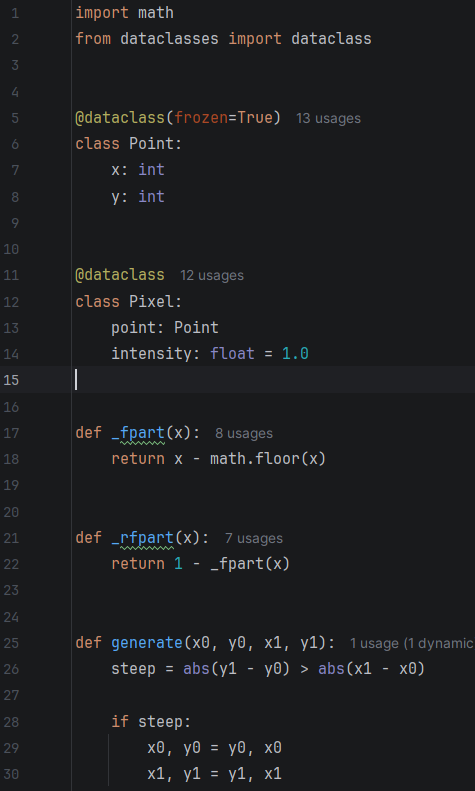 1 import math
2 from dataclasses import dataclass
3
4
5 @dataclass(frozen=True) 13 usages
6 class Point:
7     x: int
8     y: int
9
10
11 @dataclass 12 usages
12 class Pixel:
13     point: Point
14     intensity: float = 1.0
15
16
17 def _fpart(x): 8 usages
18     return x - math.floor(x)
19
20
21 def _rfpart(x): 7 usages
22     return 1 - _fpart(x)
23
24
25 def generate(x0, y0, x1, y1): 1 usage (1 dynamic
26     steep = abs(y1 - y0) > abs(x1 - x0)
27
28     if steep:
29         x0, y0 = y0, x0
30         x1, y1 = y1, x1